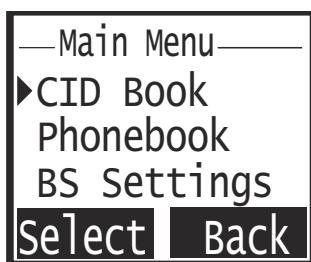 Main Menu
CID Book
Phonebook
BS Settings
Select Back